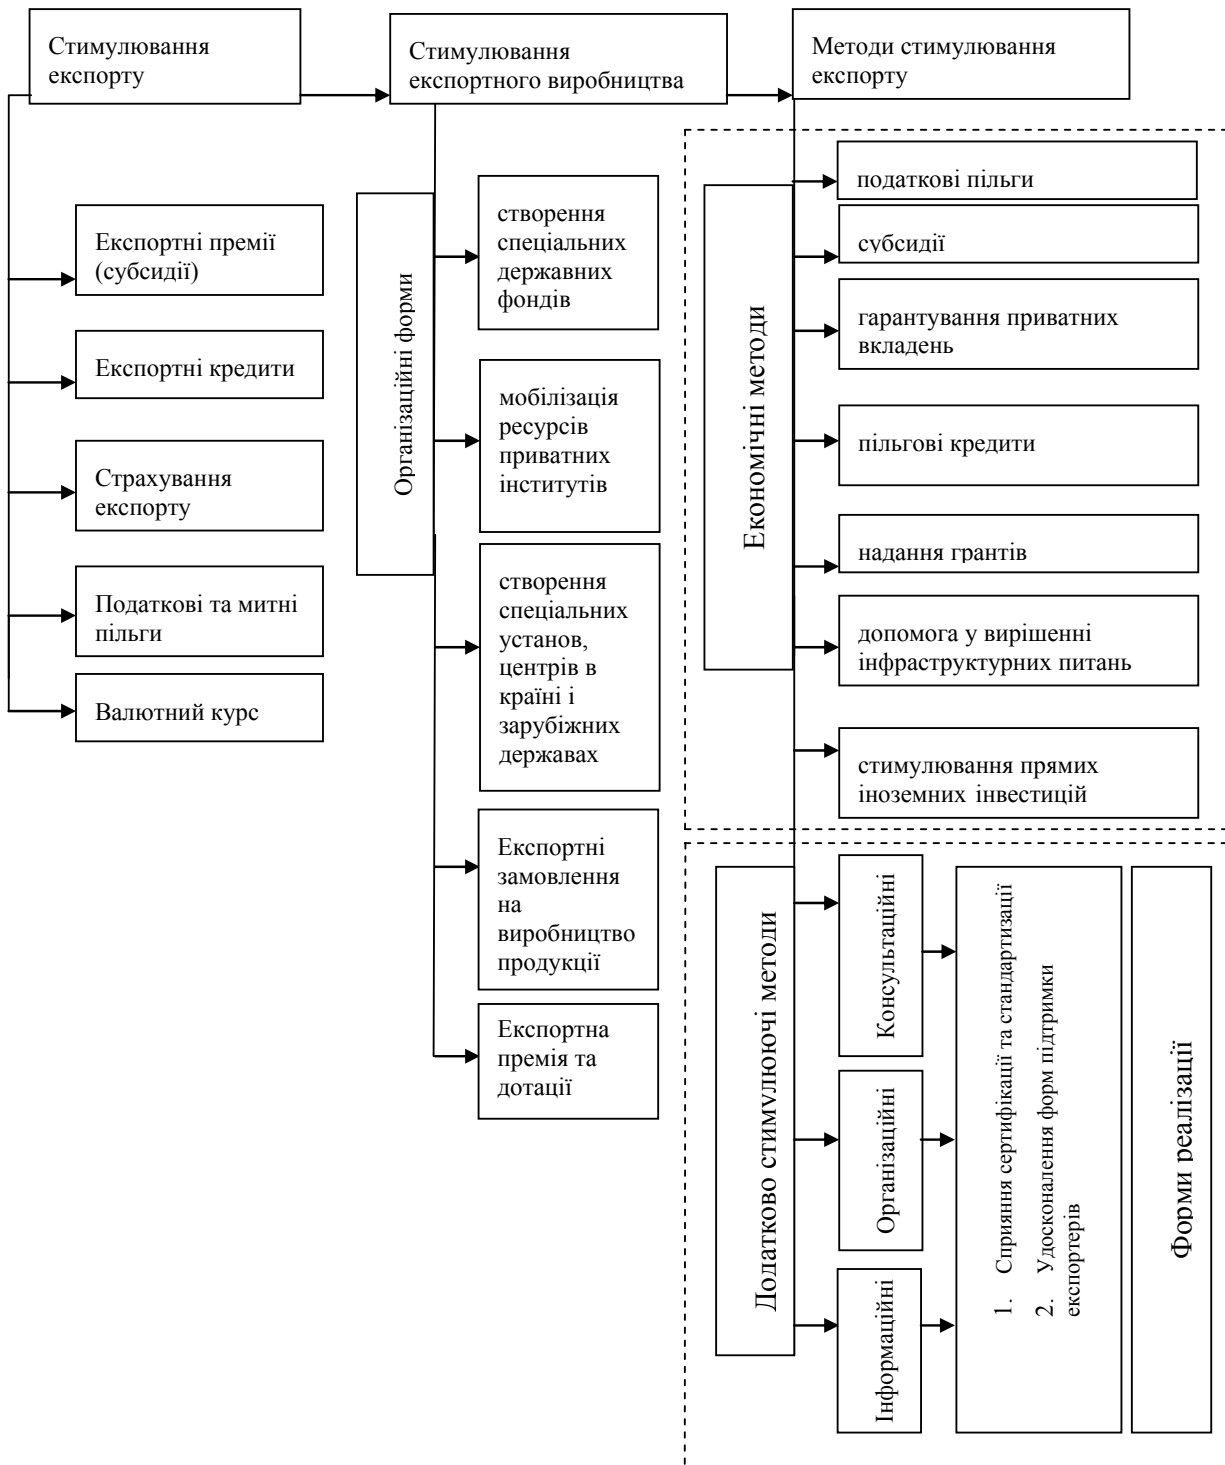 Стимулювання
експорту
Стимулювання
експортного виробництва
Методи стимулювання
експорту
Експортні премії
(субсидії)
Експортні кредити
Страхування
експорту
Податкові та митні
пільги
Валютний курс
Організаційні форми
створення
спеціальних
державних
фондів
мобілізація
ресурсів
приватних
інститутів
створення
спеціальних
установ,
центрів в
країні і
зарубіжних
державах
Експортні
замовлення
на
виробництво
продукції
Експортна
премія та
дотації
Економічні методи
податкові пільги
субсидії
гарантування приватних
вкладень
пільгові кредити
надання грантів
допомога у вирішенні
інфраструктурних питань
стимулювання прямих
іноземних інвестицій
Додатково стимулюючі методи
Консультаційні
Організаційні
Інформаційні
1. Сприяння сертифікації та стандартизації
2. Удосконалення форм підтримки
експортерів
Форми реалізації